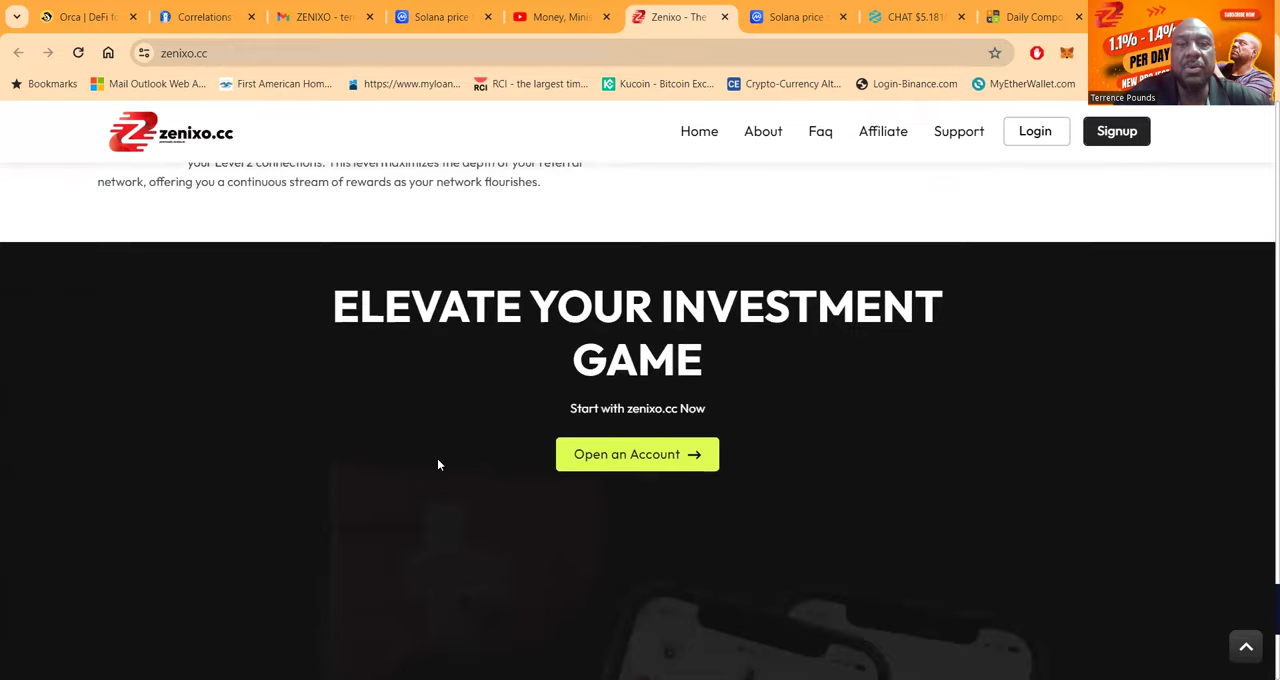 Orca | DeFi fo
Correlations
ZENIXO - terr
Solana price
Money, Minis
Zenixo - The
Solana price
CHAT $5.181
Daily Compo
zenixo.cc
Bookmarks
Mail Outlook Web A...
First American Hom...
https://www.myloan...
RCI - the largest tim...
Kucoin - Bitcoin Exc...
Crypto-Currency Alt...
Login-Binance.com
MyEtherWallet.com
SUBSCRIBE NOW
1.1% - 1.4%
PER DAY
NEW
Terrence Pounds
zenixo.cc
Home
About
Faq
Affiliate
Support
Login
Signup
your Level 2 connections. This level maximizes the depth of your referral
network, offering you a continuous stream of rewards as your network flourishes.
ELEVATE YOUR INVESTMENT
GAME
Start with zenixo.cc Now
Open an Account